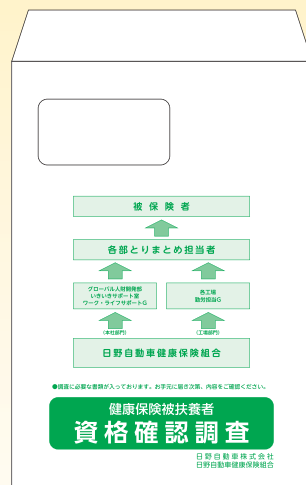 被保険者
各部とりまとめ担当者
グローバル人財開発部
いきいきサポート室
ワーク・ライフサポートG
各工場
勤労担当G
(本社部門)
(工場部門)
日野自動車健康保険組合
●調査に必要な書類が入っております。お手元に届き次第、内容をご確認ください。
健康保険被扶養者
資格確認調査
日野自動車株式会社
日野自動車健康保険組合